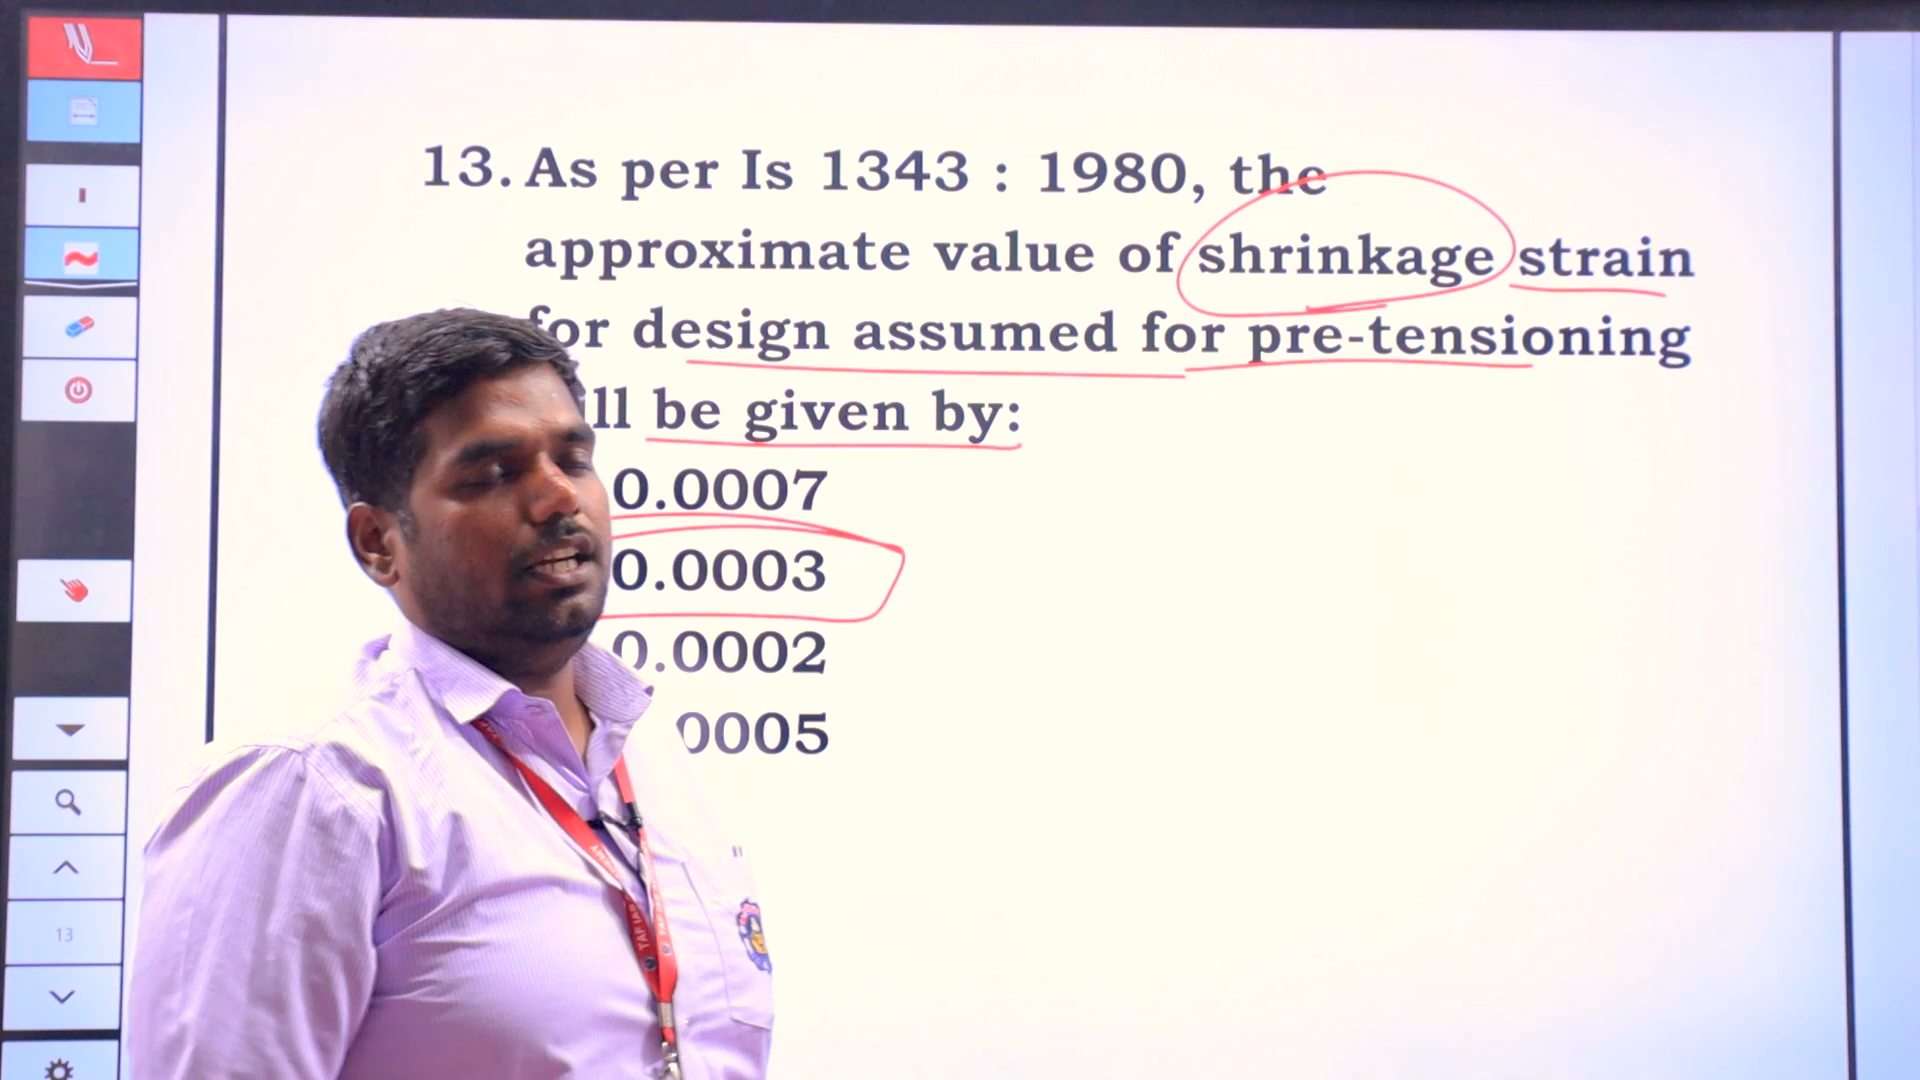 13. As per Is 1343 : 1980, the
approximate value of shrinkage strain
for design assumed for pre-tensioning
ll be given by:
0.0007
0.0003
0.0002
0005
13